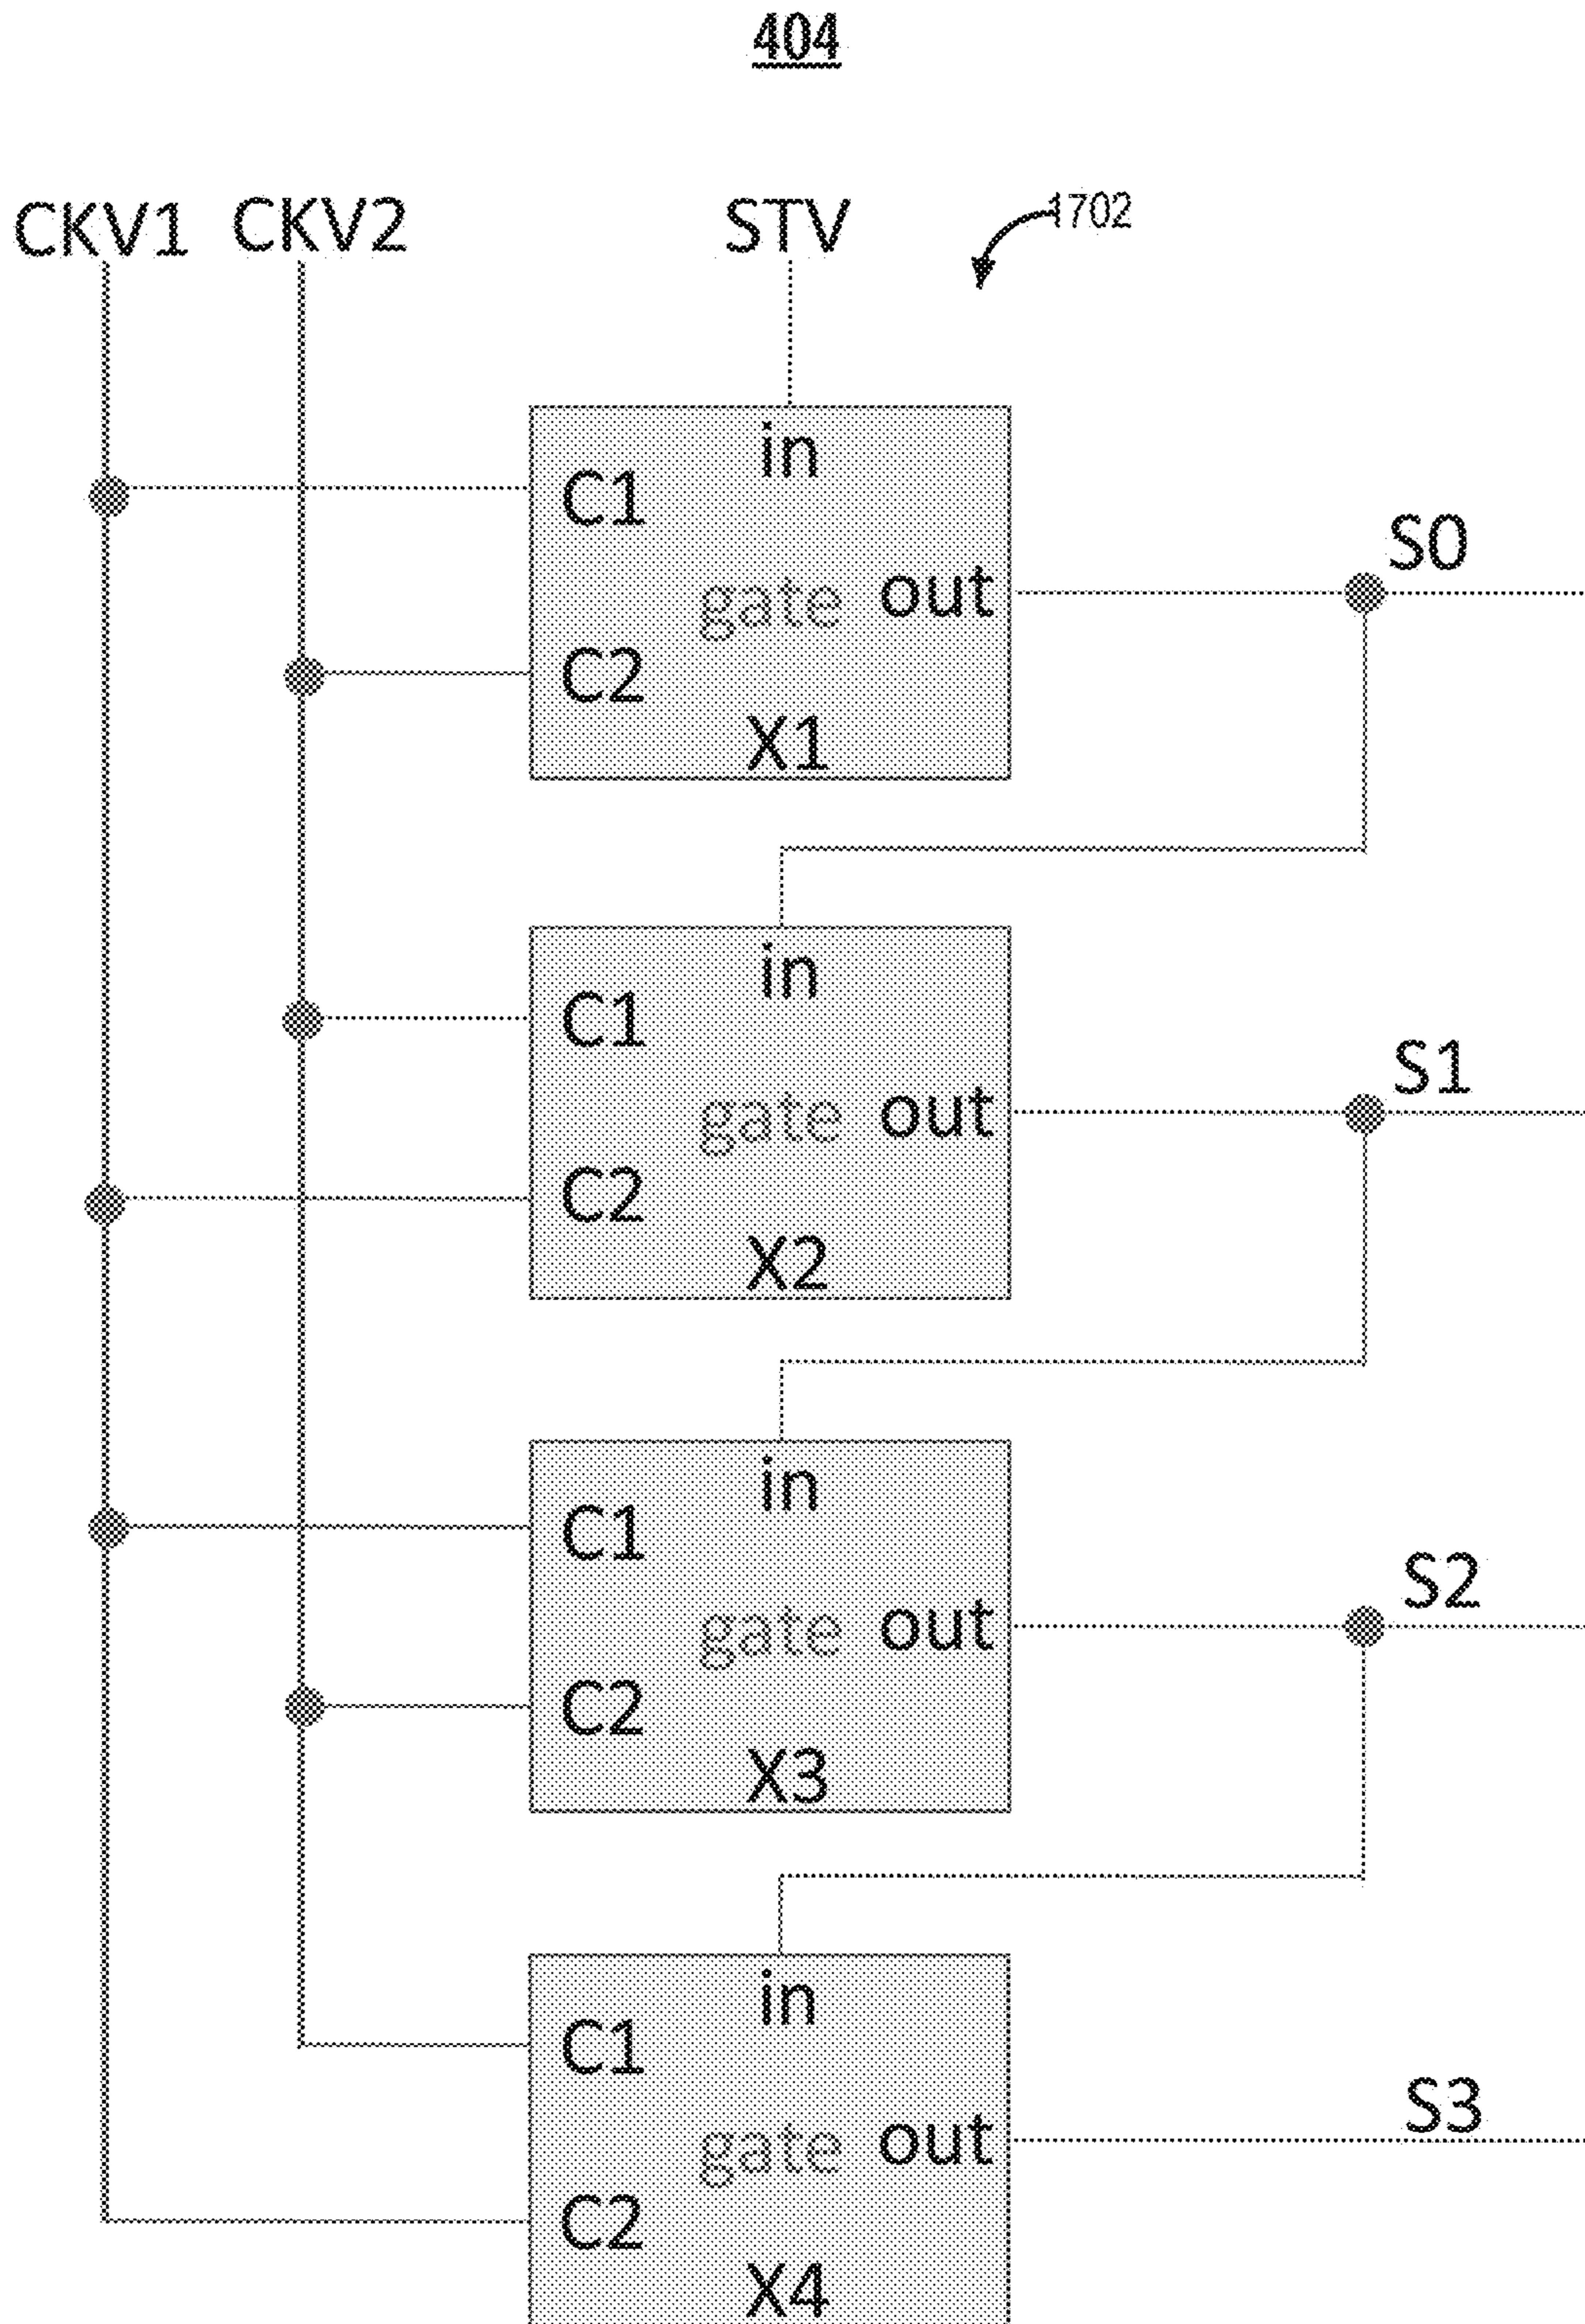 404
CKV1 CKV2 STV 1702
in
C1
S0
gate out
C2
X1
in
C1
S1
gate out
C2
X2
in
C1
S2
gate out
C2
X3
in
C1
S3
gate out
C2
X4